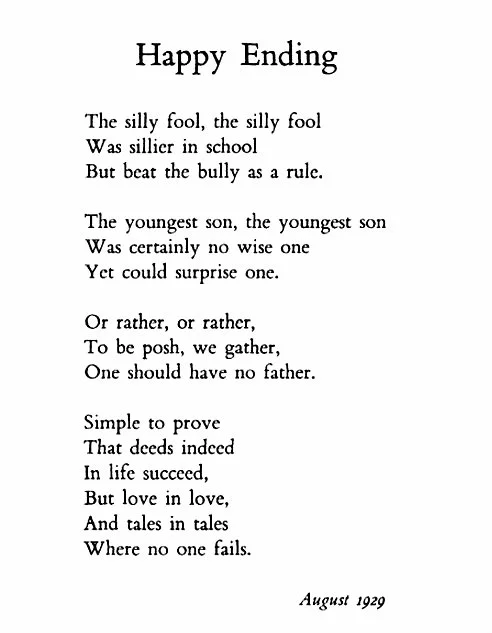 Happy Ending
The silly fool, the silly fool
Was sillier in school
But beat the bully as a rule.
The youngest son, the youngest son
Was certainly no wise one
Yet could surprise one.
Or rather, or rather,
To be posh, we gather,
One should have no father.
Simple to prove
That deeds indeed
In life succeed,
But love in love,
And tales in tales
Where no one fails.
August 1929